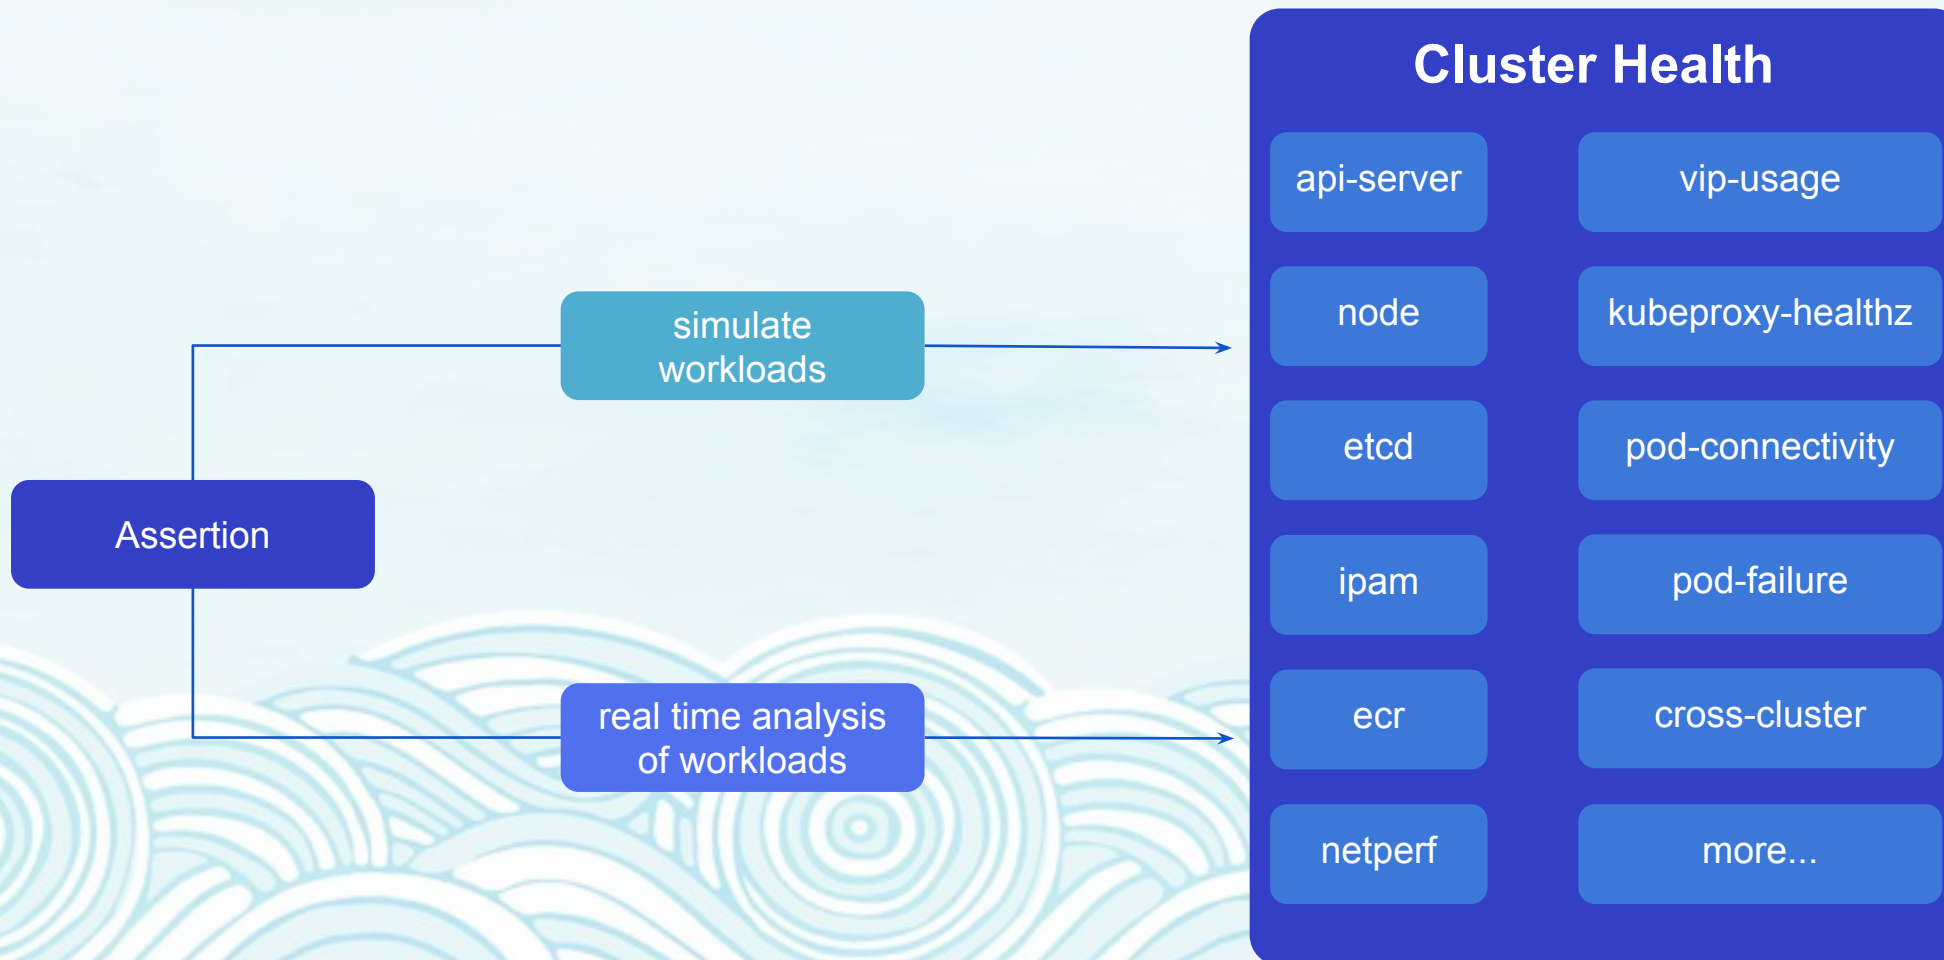 Cluster Health
api-server
vip-usage
node
kubeproxy-healthz
simulate
workloads
etcd
pod-connectivity
Assertion
ipam
pod-failure
real time analysis
of workloads
ecr
cross-cluster
netperf
more...